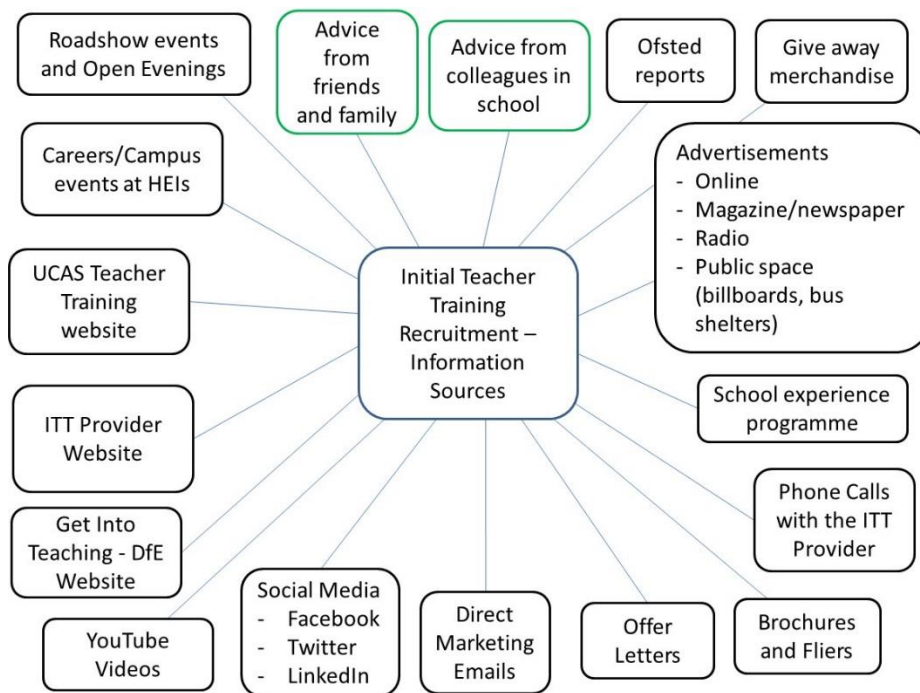 Roadshow events
and Open Evenings
Advice
from
friends
and family
Advice from
colleagues in
school
Ofsted
reports
Give away
merchandise
Careers/Campus
events at HEIs
Advertisements
- Online
- Magazine/newspaper
- Radio
- Public space
(billboards, bus
shelters)
UCAS Teacher
Training
website
Initial Teacher
Training
Recruitment –
Information
Sources
School experience
programme
ITT Provider
Website
Phone Calls
with the ITT
Provider
Get Into
Teaching - DfE
Website
Social Media
- Facebook
- Twitter
- LinkedIn
Direct
Marketing
Emails
Offer
Letters
Brochures
and Fliers
YouTube
Videos